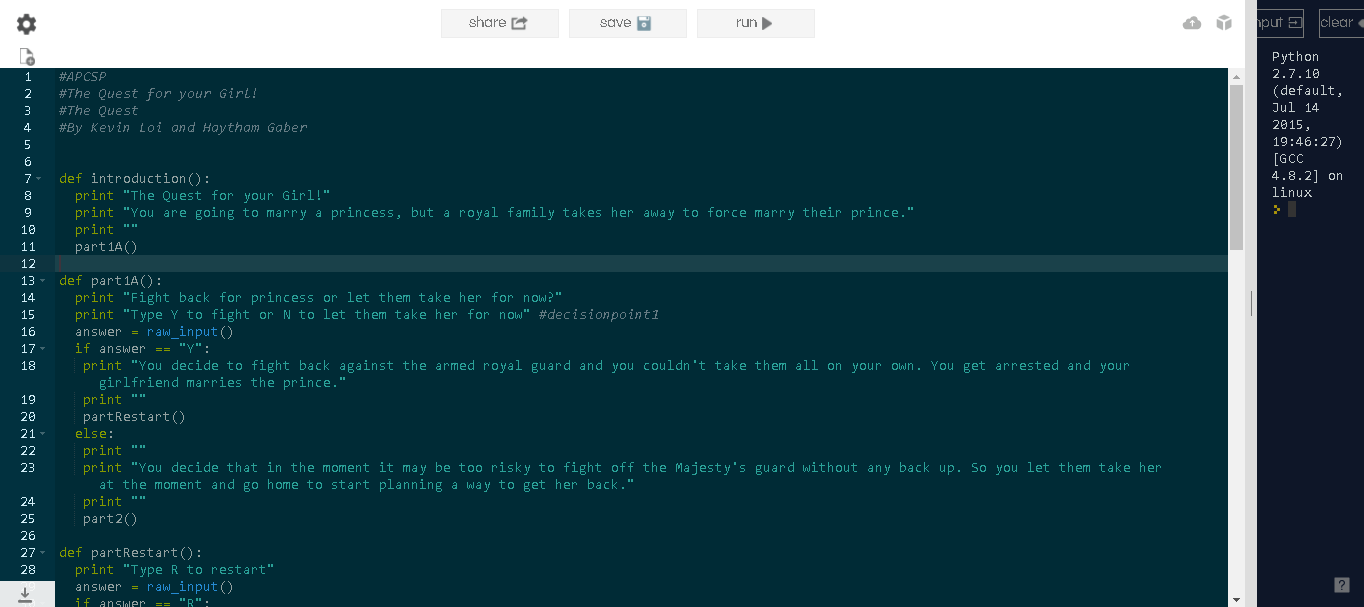 share save run
1 #APCSP
2 #The Quest for your Girl!
3 #The Quest
4 #By Kevin Loi and Haytham Gaber
5
6
7 def introduction():
8 print "The Quest for your Girl!"
9 print "You are going to marry a princess, but a royal family takes her away to force marry their prince."
10 print ""
11 part1A()
12
13 def part1A():
14 print "Fight back for princess or let them take her for now?"
15 print "Type Y to fight or N to let them take her for now" #decisionpoint1
16 answer = raw_input()
17 if answer == "Y":
18 print "You decide to fight back against the armed royal guard and you couldn't take them all on your own. You get arrested and your
girlfriend marries the prince."
19 print ""
20 partRestart()
21 else:
22 print ""
23 print "You decide that in the moment it may be too risky to fight off the Majesty's guard without any back up. So you let them take her
at the moment and go home to start planning a way to get her back."
24 print ""
25 part2()
26
27 def partRestart():
28 print "Type R to restart"
answer = raw_input()
if answer == "R":
put clear
Python
2.7.10
(default,
Jul 14
2015,
19:46:27)
[GCC
4.8.2] on
linux
>
?